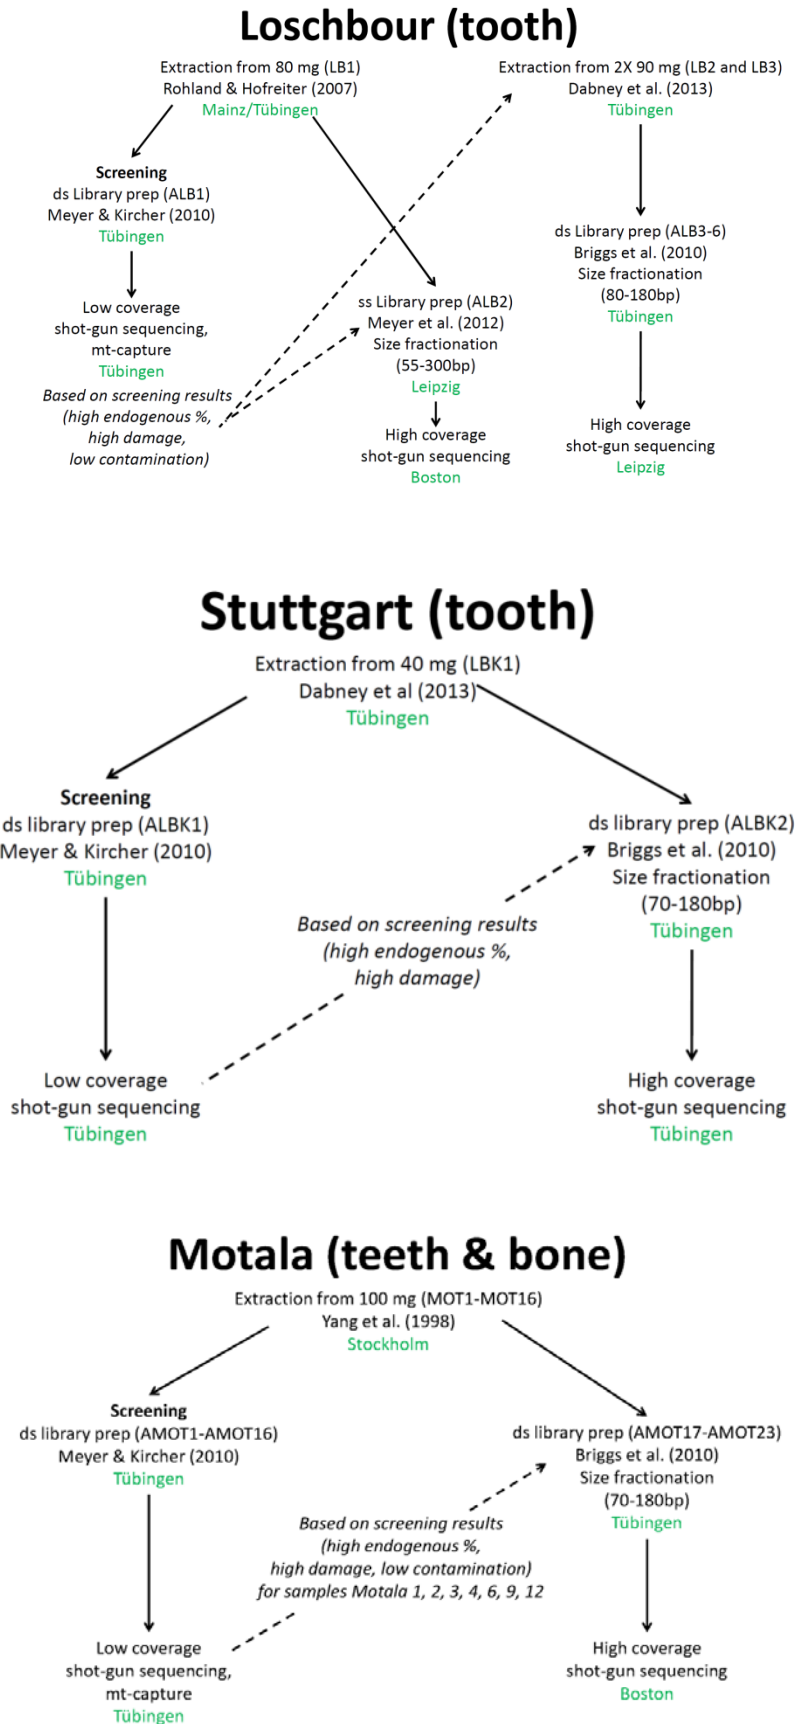 Loschbour (tooth)
Extraction from 80 mg (LB1)
Rohland & Hofreiter (2007)
Mainz/Tübingen
Screening
ds Library prep (ALB1)
Meyer & Kircher (2010)
Tübingen
Low coverage
shot-gun sequencing,
mt-capture
Tübingen
Based on screening results
(high endogenous %,
high damage,
low contamination)
ss Library prep (ALB2)
Meyer et al. (2012)
Size fractionation
(55-300bp)
Leipzig
High coverage
shot-gun sequencing
Boston
Extraction from 2X 90 mg (LB2 and LB3)
Dabney et al. (2013)
Tübingen
ds Library prep (ALB3-6)
Briggs et al. (2010)
Size fractionation
(80-180bp)
Tübingen
High coverage
shot-gun sequencing
Leipzig
Stuttgart (tooth)
Extraction from 40 mg (LBK1)
Dabney et al (2013)
Tübingen
Screening
ds library prep (ALBK1)
Meyer & Kircher (2010)
Tübingen
Low coverage
shot-gun sequencing
Tübingen
Based on screening results
(high endogenous %,
high damage)
ds library prep (ALBK2)
Briggs et al. (2010)
Size fractionation
(70-180bp)
Tübingen
High coverage
shot-gun sequencing
Tübingen
Motala (teeth & bone)
Extraction from 100 mg (MOT1-MOT16)
Yang et al. (1998)
Stockholm
Screening
ds library prep (AMOT1-AMOT16)
Meyer & Kircher (2010)
Tübingen
Low coverage
shot-gun sequencing,
mt-capture
Tübingen
Based on screening results
(high endogenous %,
high damage, low contamination)
for samples Motala 1, 2, 3, 4, 6, 9, 12
ds library prep (AMOT17-AMOT23)
Briggs et al. (2010)
Size fractionation
(70-180bp)
Tübingen
High coverage
shot-gun sequencing
Boston